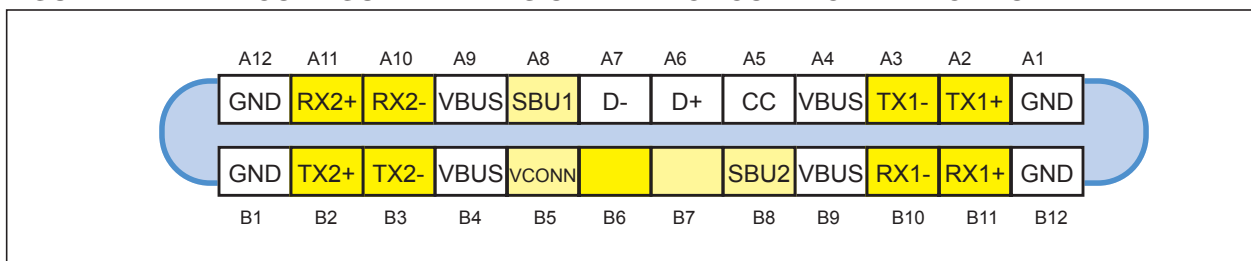 A12 A11 A10 A9 A8 A7 A6 A5 A4 A3 A2 A1
GND RX2+ RX2- VBUS SBU1 D- D+ CC VBUS TX1- TX1+ GND
GND TX2+ TX2- VBUS VCONN SBU2 VBUS RX1- RX1+ GND
B1 B2 B3 B4 B5 B6 B7 B8 B9 B10 B11 B12